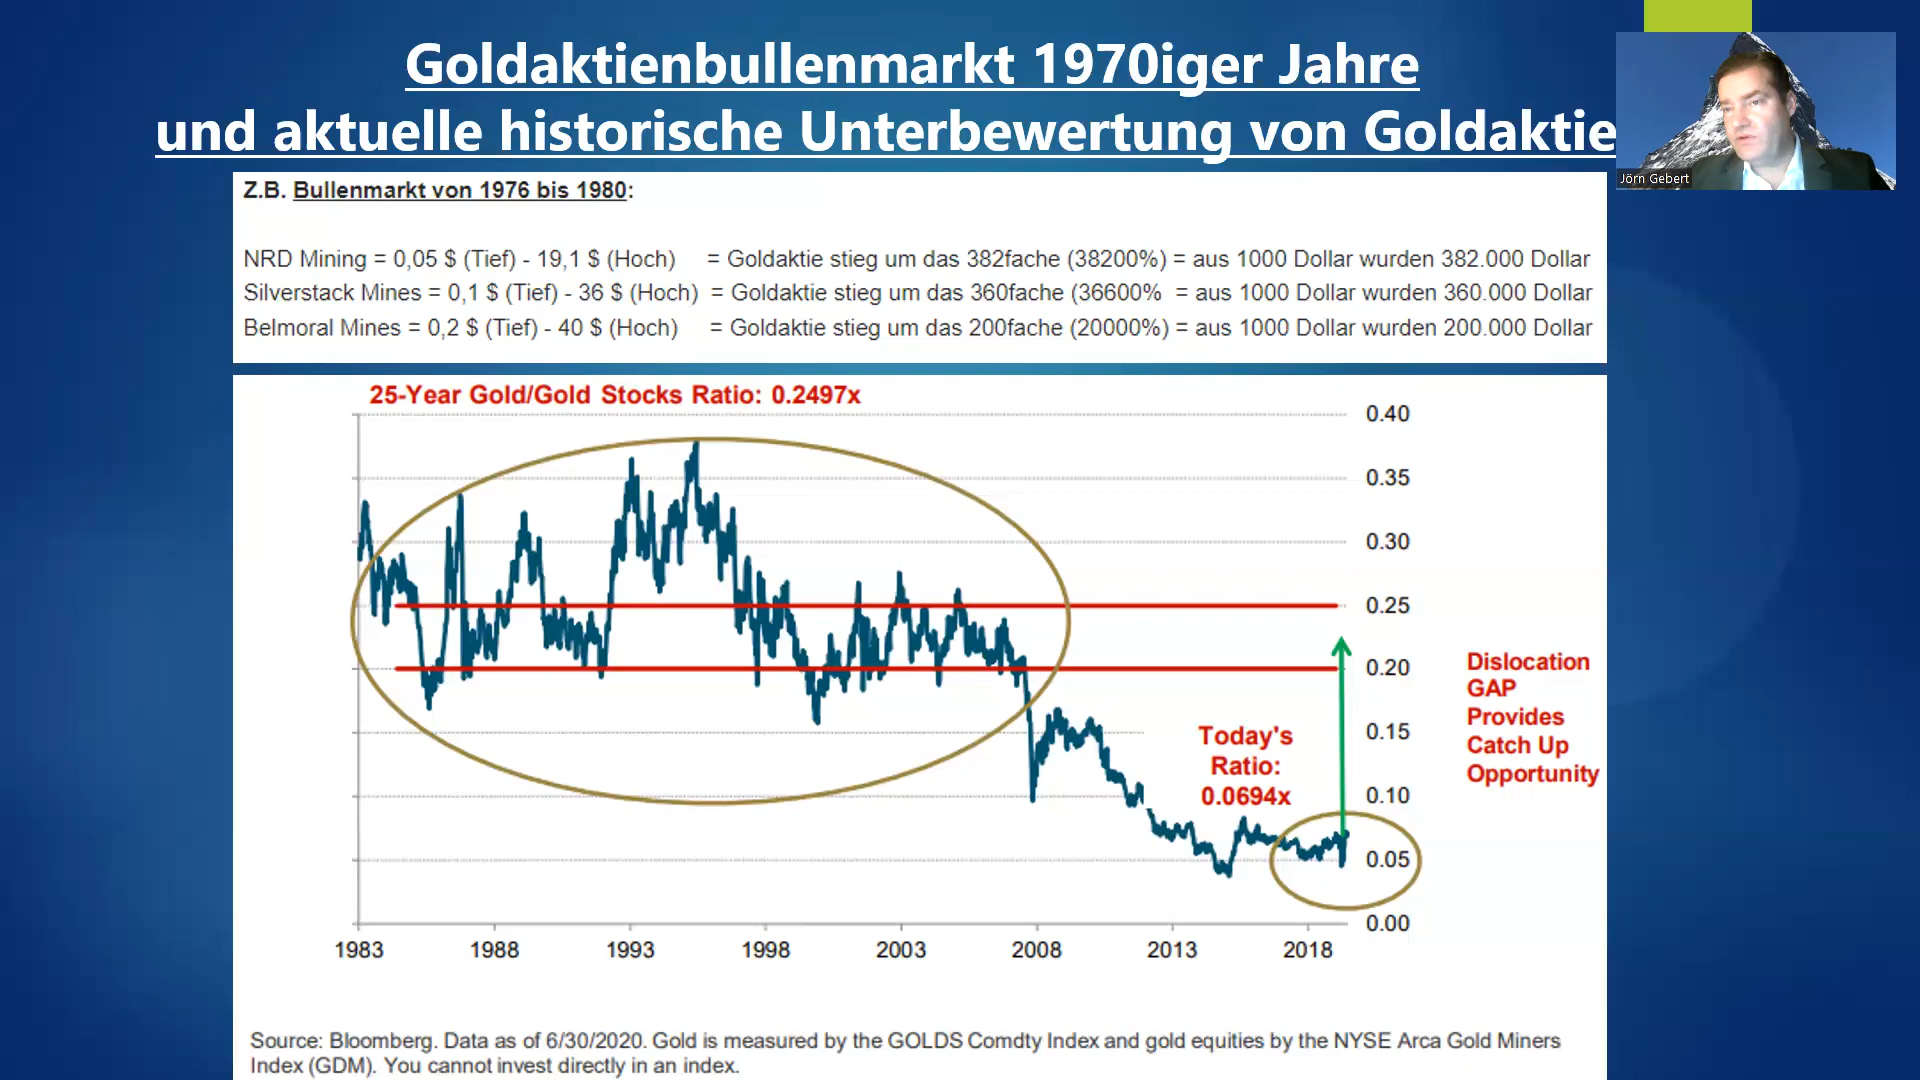 Goldaktienbullenmarkt 1970iger Jahre
und aktuelle historische Unterbewertung von Goldaktie
Jörn Gebert
Z.B. Bullenmarkt von 1976 bis 1980:
NRD Mining = 0,05 $ (Tief) - 19,1 $ (Hoch) = Goldaktie stieg um das 382fache (38200%) = aus 1000 Dollar wurden 382.000 Dollar
Silverstack Mines = 0,1 $ (Tief) - 36 $ (Hoch) = Goldaktie stieg um das 360fache (36600% = aus 1000 Dollar wurden 360.000 Dollar
Belmoral Mines = 0,2 $ (Tief) - 40 $ (Hoch) = Goldaktie stieg um das 200fache (20000%) = aus 1000 Dollar wurden 200.000 Dollar
25-Year Gold/Gold Stocks Ratio: 0.2497x
0.40
0.35
0.30
0.25
0.20
0.15
0.10
0.05
0.00
Today's
Ratio:
0.0694x
Dislocation
GAP
Provides
Catch Up
Opportunity
1983 1988 1993 1998 2003 2008 2013 2018
Source: Bloomberg. Data as of 6/30/2020. Gold is measured by the GOLDS Comdty Index and gold equities by the NYSE Arca Gold Miners
Index (GDM). You cannot invest directly in an index.